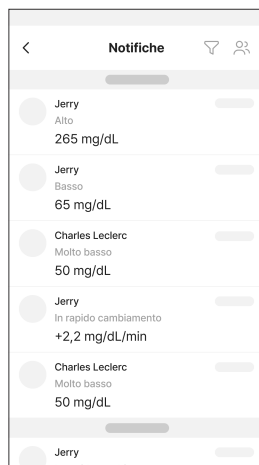 Notifiche
Jerry
Alto
265 mg/dL
Jerry
Basso
65 mg/dL
Charles Leclerc
Molto basso
50 mg/dL
Jerry
In rapido cambiamento
+2,2 mg/dL/min
Charles Leclerc
Molto basso
50 mg/dL
Jerry